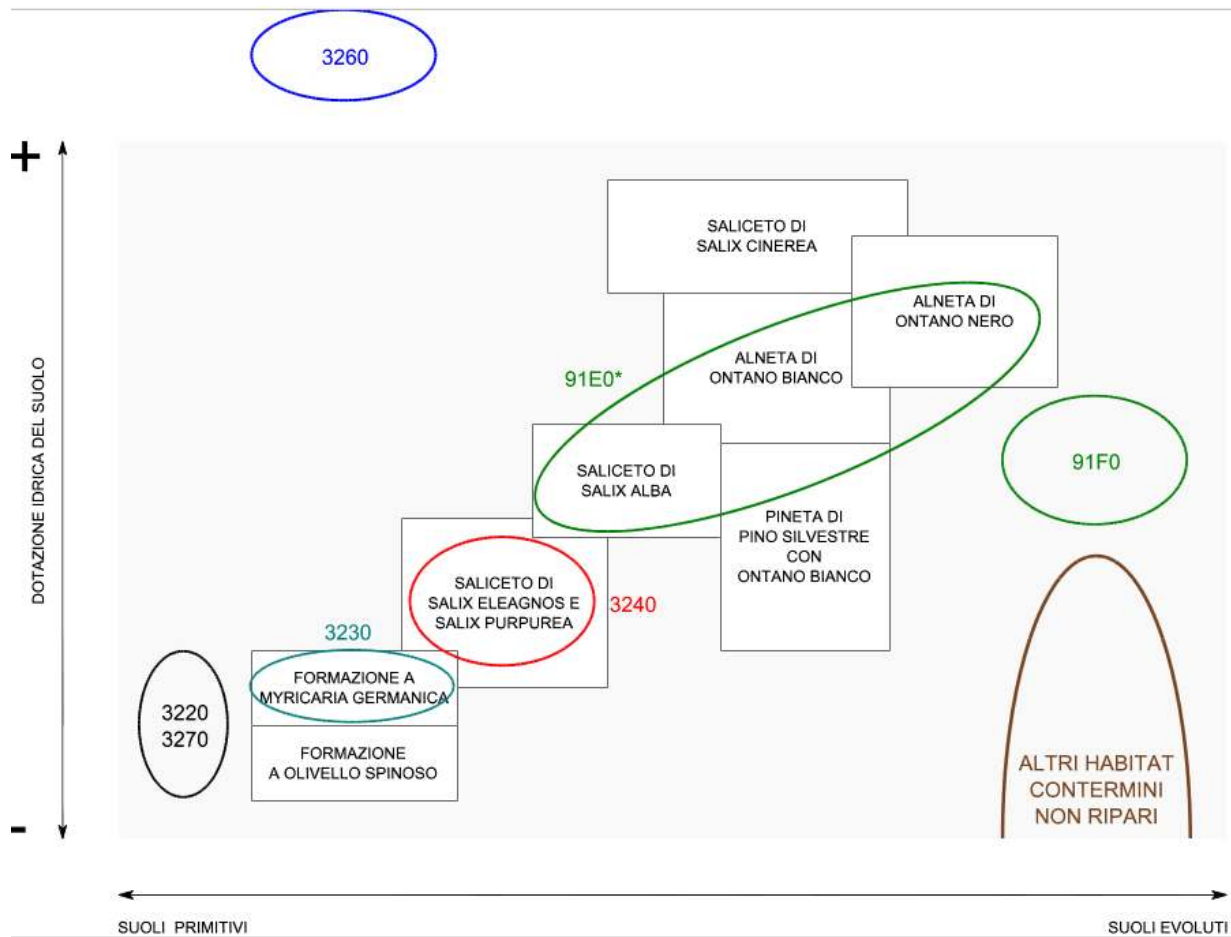 3260
+
SALICETO DI
SALIX CINEREA
ALNETA DI
ONTANO NERO
ALNETA DI
ONTANO BIANCO
91E0*
DOTAZIONE IDRICA DEL SUOLO
91F0
SALICETO DI
SALIX ALBA
PINETA DI
PINO SILVESTRE
CON
ONTANO BIANCO
SALICETO DI
SALIX ELEAGNOS E
SALIX PURPUREA
3240
3230
FORMAZIONE A
MYRICARIA GERMANICA
3220
3270
FORMAZIONE
A OLIVELLO SPINOSO
ALTRI HABITAT
CONTERMINI
NON RIPARI
-
SUOLI PRIMITIVI
SUOLI EVOLUTI